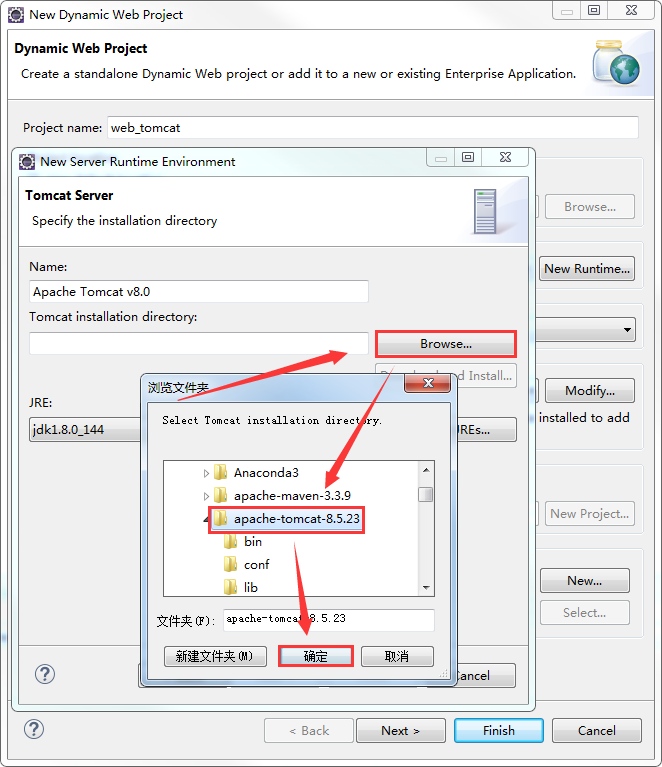 New Dynamic Web Project
Dynamic Web Project
Create a standalone Dynamic Web project or add it to a new or existing Enterprise Application.
Project name: web_tomcat
New Server Runtime Environment
Tomcat Server
Specify the installation directory
Browse...
Name:
New Runtime...
Apache Tomcat v8.0
Tomcat installation directory:
Browse...
Install...
浏览文件夹
Modify...
Select Tomcat installation directory.
JRE:
installed to add
jdk1.8.0_144
JREs...
Anaconda3
apache-maven-3.3.9
apache-tomcat-8.5.23
New Project...
bin
conf
lib
New...
文件夹(F): apache-tomcat-8.5.23
Select...
新建文件夹(M)
确定
取消
Cancel
< Back
Next >
Finish
Cancel